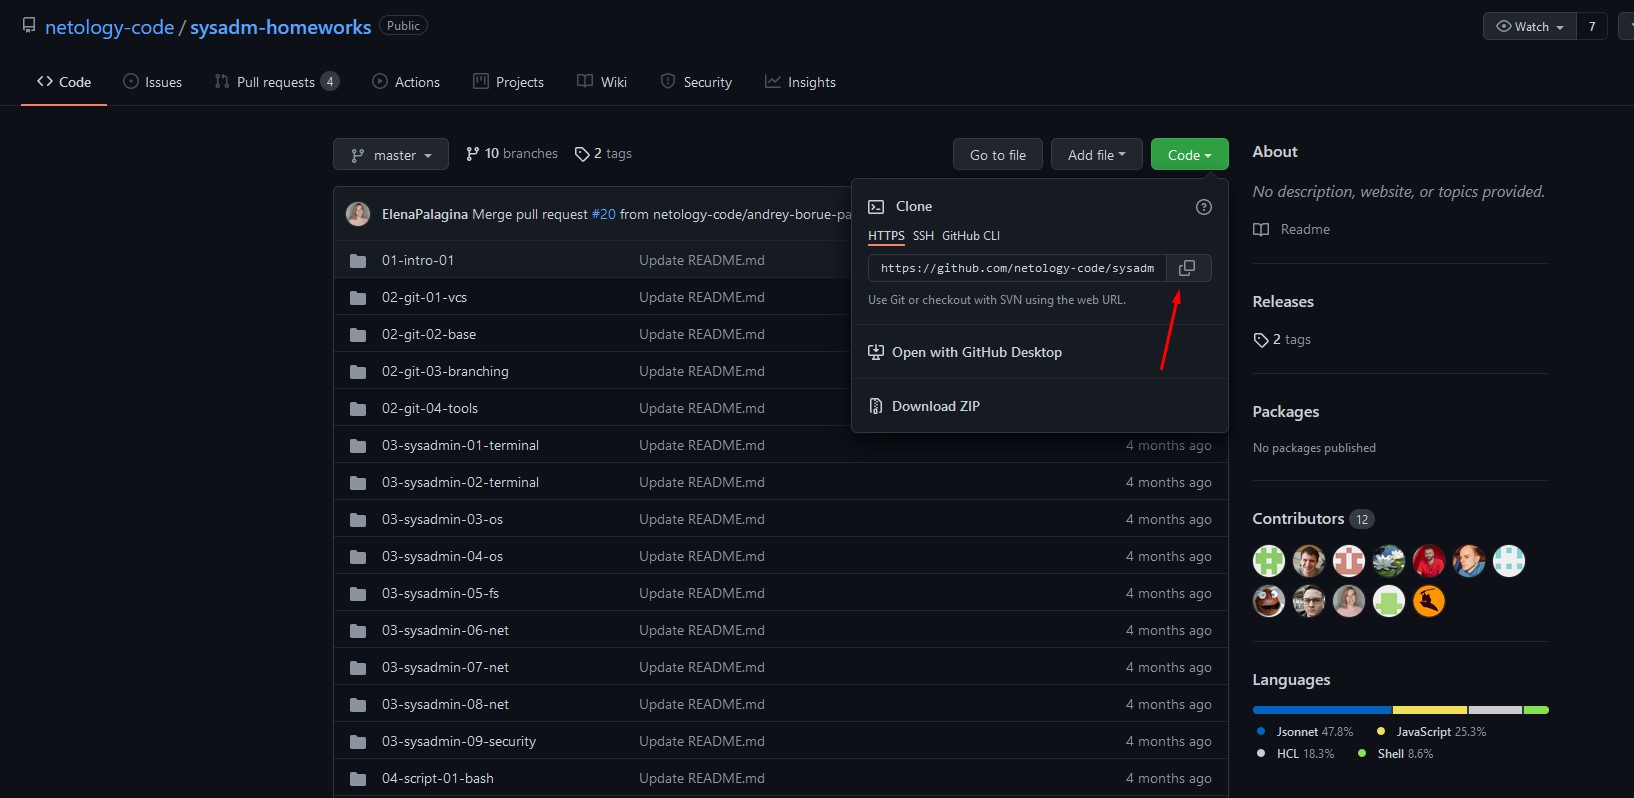 netology-code / sysadm-homeworks Public
Watch 7
Code Issues Pull requests 4 Actions Projects Wiki Security Insights
master 10 branches 2 tags Go to file Add file Code
ElenaPalagina Merge pull request #20 from netology-code/andrey-borue-pa
Clone
HTTPS SSH GitHub CLI
https://github.com/netology-code/sysadm
Use Git or checkout with SVN using the web URL.
Open with GitHub Desktop
Download ZIP
01-intro-01 Update README.md
02-git-01-vcs Update README.md
02-git-02-base Update README.md
02-git-03-branching Update README.md
02-git-04-tools Update README.md
03-sysadmin-01-terminal Update README.md 4 months ago
03-sysadmin-02-terminal Update README.md 4 months ago
03-sysadmin-03-os Update README.md 4 months ago
03-sysadmin-04-os Update README.md 4 months ago
03-sysadmin-05-fs Update README.md 4 months ago
03-sysadmin-06-net Update README.md 4 months ago
03-sysadmin-07-net Update README.md 4 months ago
03-sysadmin-08-net Update README.md 4 months ago
03-sysadmin-09-security Update README.md 4 months ago
04-script-01-bash Update README.md 4 months ago
About
No description, website, or topics provided.
Readme
Releases
2 tags
Packages
No packages published
Contributors 12
Languages
Jsonnet 47.8% JavaScript 25.3%
HCL 18.3% Shell 8.6%